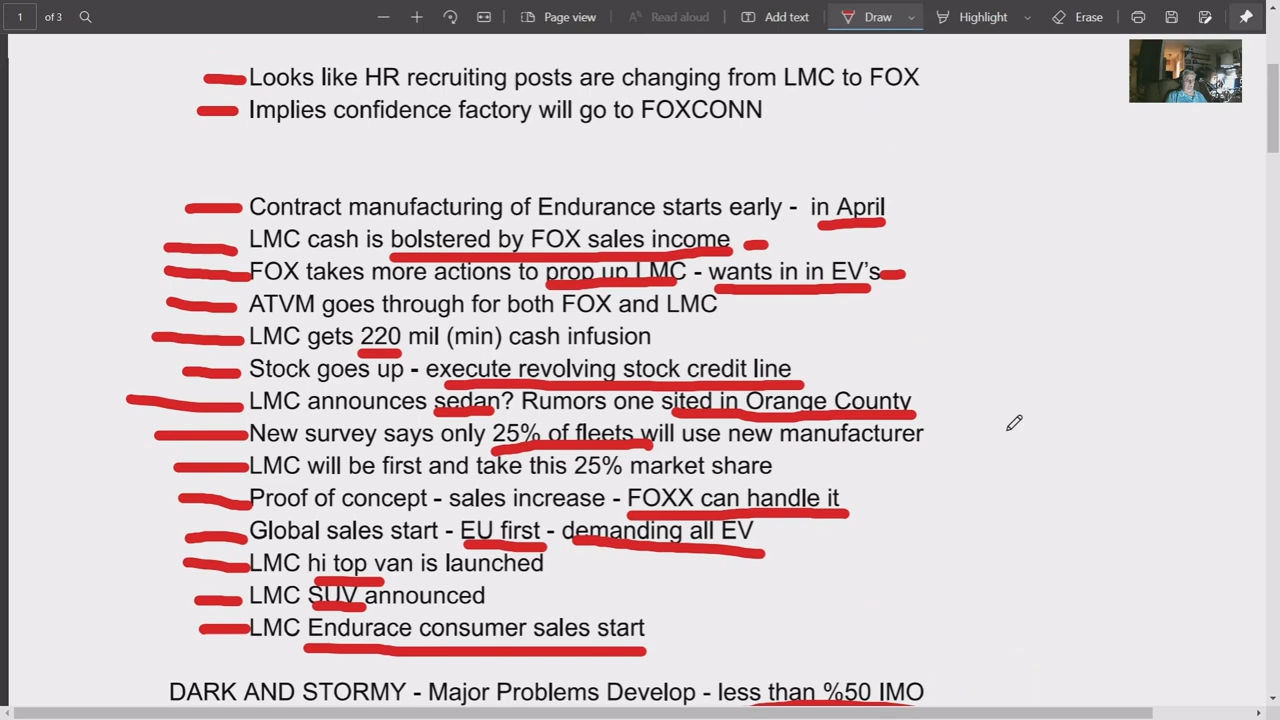 1 of 3 Page view Read aloud Add text Draw Highlight Erase
Looks like HR recruiting posts are changing from LMC to FOX
Implies confidence factory will go to FOXCONN
Contract manufacturing of Endurance starts early - in April
LMC cash is bolstered by FOX sales income
FOX takes more actions to prop up LMC - wants in in EV's
ATVM goes through for both FOX and LMC
LMC gets 220 mil (min) cash infusion
Stock goes up - execute revolving stock credit line
LMC announces sedan? Rumors one sited in Orange County
New survey says only 25% of fleets will use new manufacturer
LMC will be first and take this 25% market share
Proof of concept - sales increase - FOXX can handle it
Global sales start - EU first - demanding all EV
LMC hi top van is launched
LMC SUV announced
LMC Endurace consumer sales start
DARK AND STORMY - Major Problems Develop - less than %50 IMO